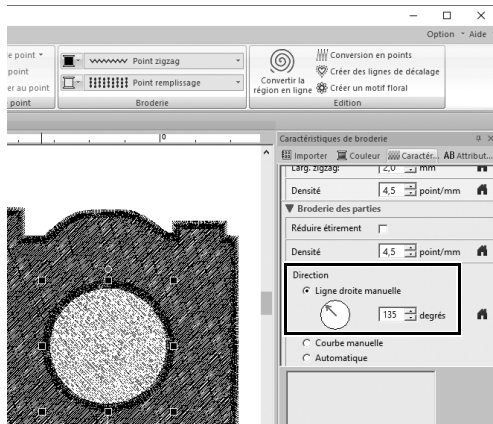 Option Aide
e point
point
er au point
point
Point zigzag
Point remplissage
Broderie
Convertir la
région en ligne
Conversion en points
Créer des lignes de décalage
Créer un motif floral
Edition
0
Caractéristiques de broderie
Importer Couleur Caractér... AB Attribut...
Larg. zigzag: 2,0 mm
Densité 4,5 point/mm
Broderie des parties
Réduire étirement
Densité 4,5 point/mm
Direction
Ligne droite manuelle
135 degrés
Courbe manuelle
Automatique